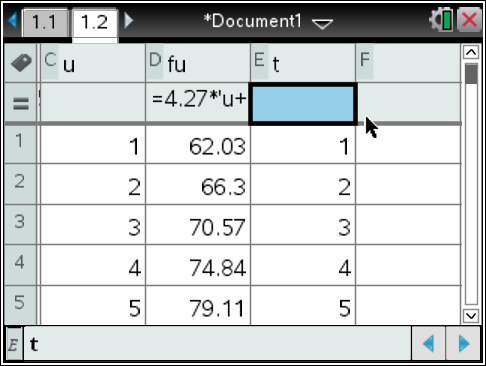 1.1 1.2 *Document1
C u D fu E t F
= =4.27*'u+
1 1 62.03 1
2 2 66.3 2
3 3 70.57 3
4 4 74.84 4
5 5 79.11 5
E t